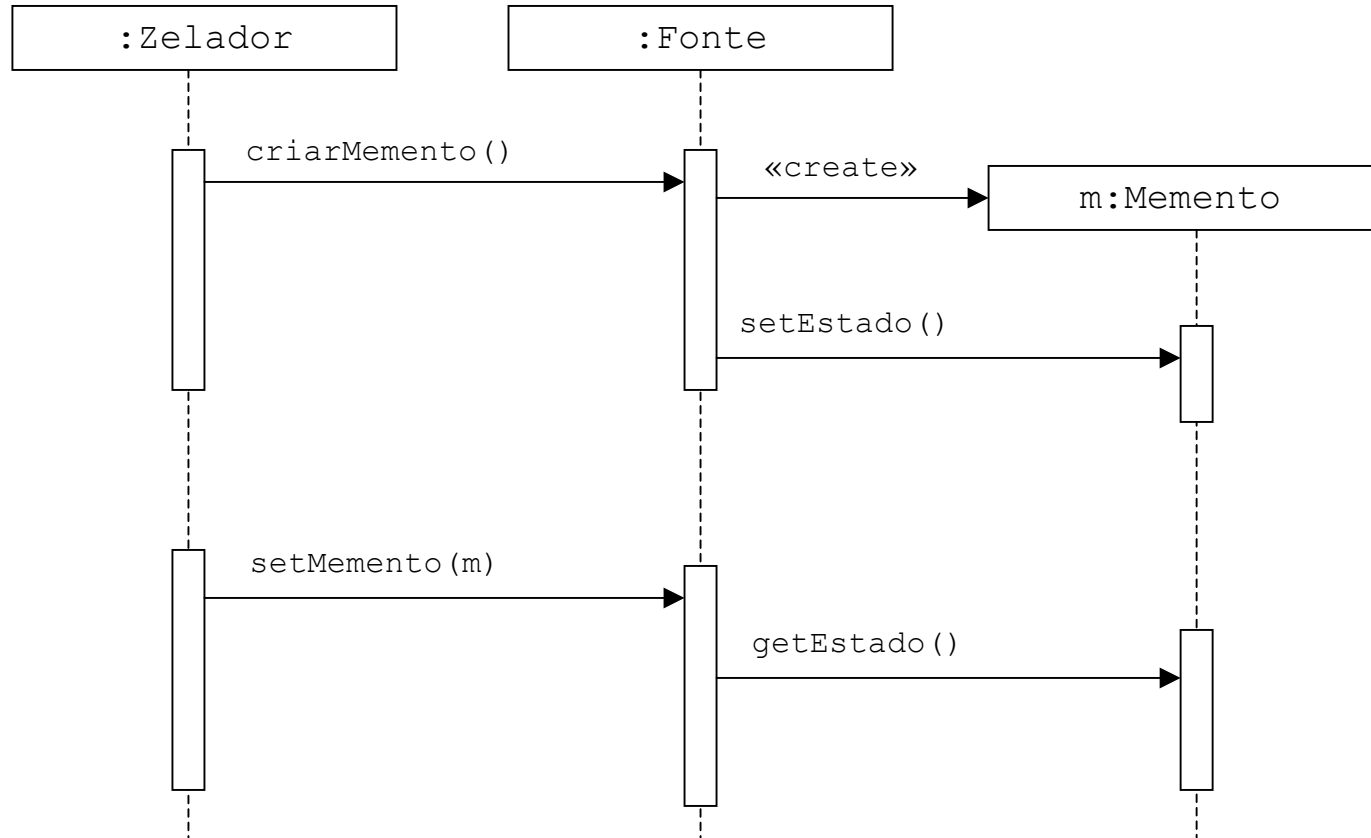 :Zelador
:Fonte
criarMemento()
«create»
m:Memento
setEstado()
setMemento(m)
getEstado()